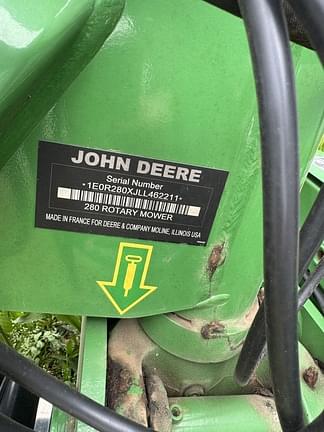 JOHN DEERE
Serial Number
*1E0R280XJLL462211*
280 ROTARY MOWER
MADE IN FRANCE FOR DEERE & COMPANY MOLINE, ILLINOIS USA